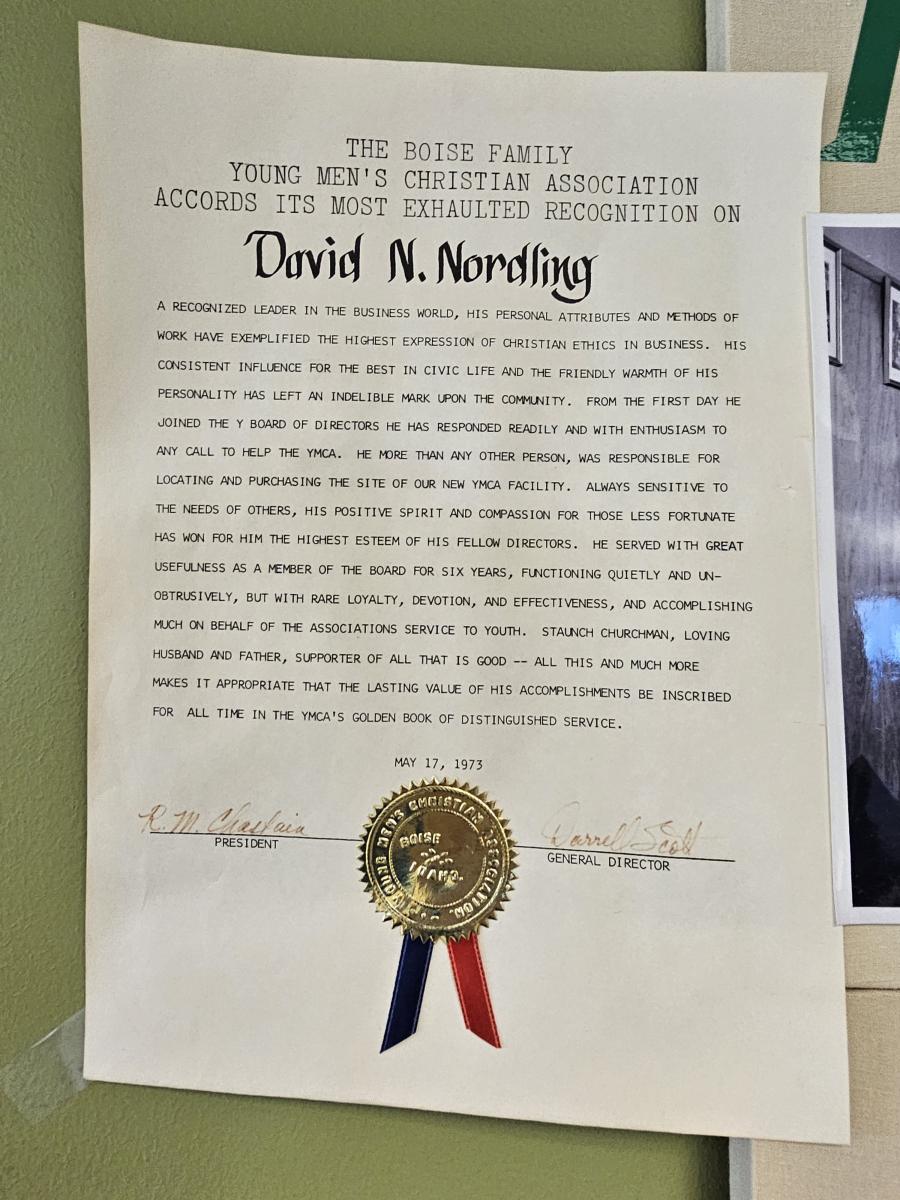 THE BOISE FAMILY
YOUNG MEN'S CHRISTIAN ASSOCIATION
ACCORDS ITS MOST EXHAULTED RECOGNITION ON
David N. Nordling
A RECOGNIZED LEADER IN THE BUSINESS WORLD, HIS PERSONAL ATTRIBUTES AND METHODS OF
WORK HAVE EXEMPLIFIED THE HIGHEST EXPRESSION OF CHRISTIAN ETHICS IN BUSINESS. HIS
CONSISTENT INFLUENCE FOR THE BEST IN CIVIC LIFE AND THE FRIENDLY WARMTH OF HIS
PERSONALITY HAS LEFT AN INDELIBLE MARK UPON THE COMMUNITY. FROM THE FIRST DAY HE
JOINED THE Y BOARD OF DIRECTORS HE HAS RESPONDED READILY AND WITH ENTHUSIASM TO
ANY CALL TO HELP THE YMCA. HE MORE THAN ANY OTHER PERSON, WAS RESPONSIBLE FOR
LOCATING AND PURCHASING THE SITE OF OUR NEW YMCA FACILITY. ALWAYS SENSITIVE TO
THE NEEDS OF OTHERS, HIS POSITIVE SPIRIT AND COMPASSION FOR THOSE LESS FORTUNATE
HAS WON FOR HIM THE HIGHEST ESTEEM OF HIS FELLOW DIRECTORS. HE SERVED WITH GREAT
USEFULNESS AS A MEMBER OF THE BOARD FOR SIX YEARS, FUNCTIONING QUIETLY AND UN-
OBTRUSIVELY, BUT WITH RARE LOYALTY, DEVOTION, AND EFFECTIVENESS, AND ACCOMPLISHING
MUCH ON BEHALF OF THE ASSOCIATIONS SERVICE TO YOUTH. STAUNCH CHURCHMAN, LOVING
HUSBAND AND FATHER, SUPPORTER OF ALL THAT IS GOOD -- ALL THIS AND MUCH MORE
MAKES IT APPROPRIATE THAT THE LASTING VALUE OF HIS ACCOMPLISHMENTS BE INSCRIBED
FOR ALL TIME IN THE YMCA'S GOLDEN BOOK OF DISTINGUISHED SERVICE.
MAY 17, 1973
R. M. Chastain
PRESIDENT
YOUNG MEN'S CHRISTIAN ASSOCIATION
BOISE
IDAHO.
Darrell Scott
GENERAL DIRECTOR